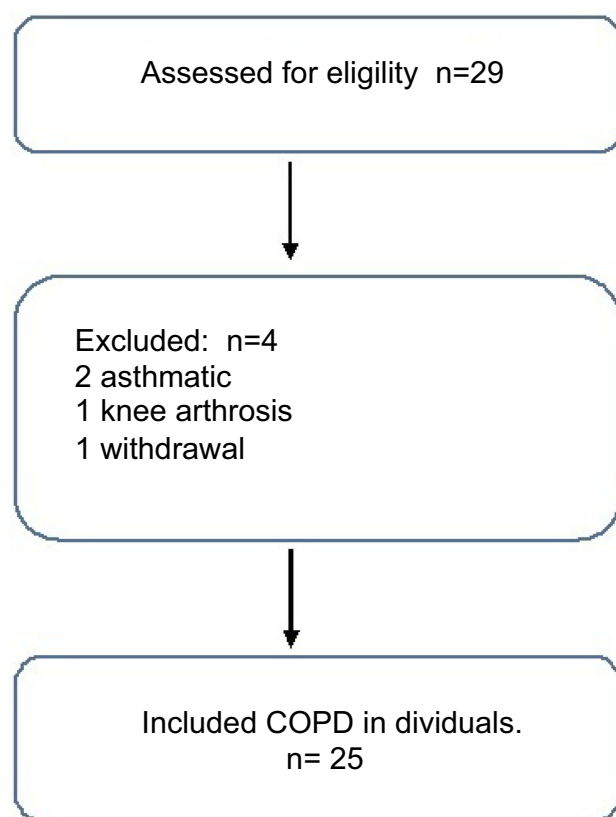 Assessed for eligility n=29
Excluded: n=4
2 asthmatic
1 knee arthrosis
1 withdrawal
Included COPD in dividuals.
n= 25